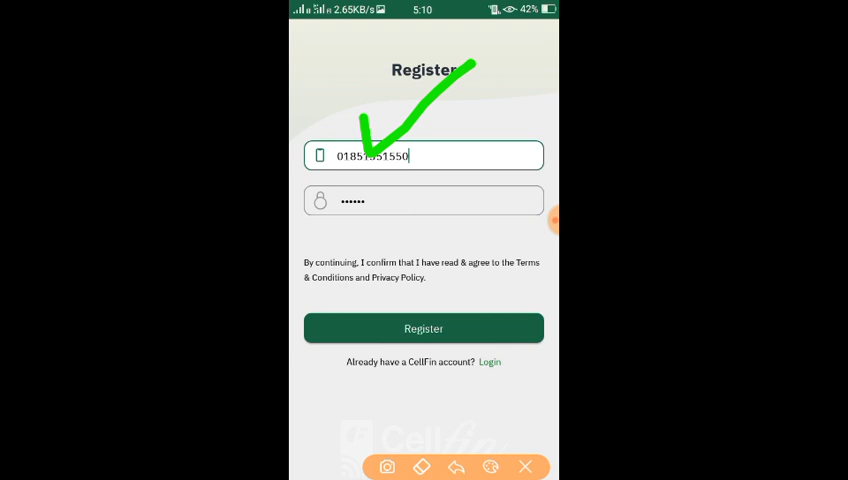 2.65KB/s 5:10 42%
Register
••••••
By continuing, I confirm that I have read & agree to the Terms
& Conditions and Privacy Policy.
Register
Already have a CellFin account? Login
Cellfin